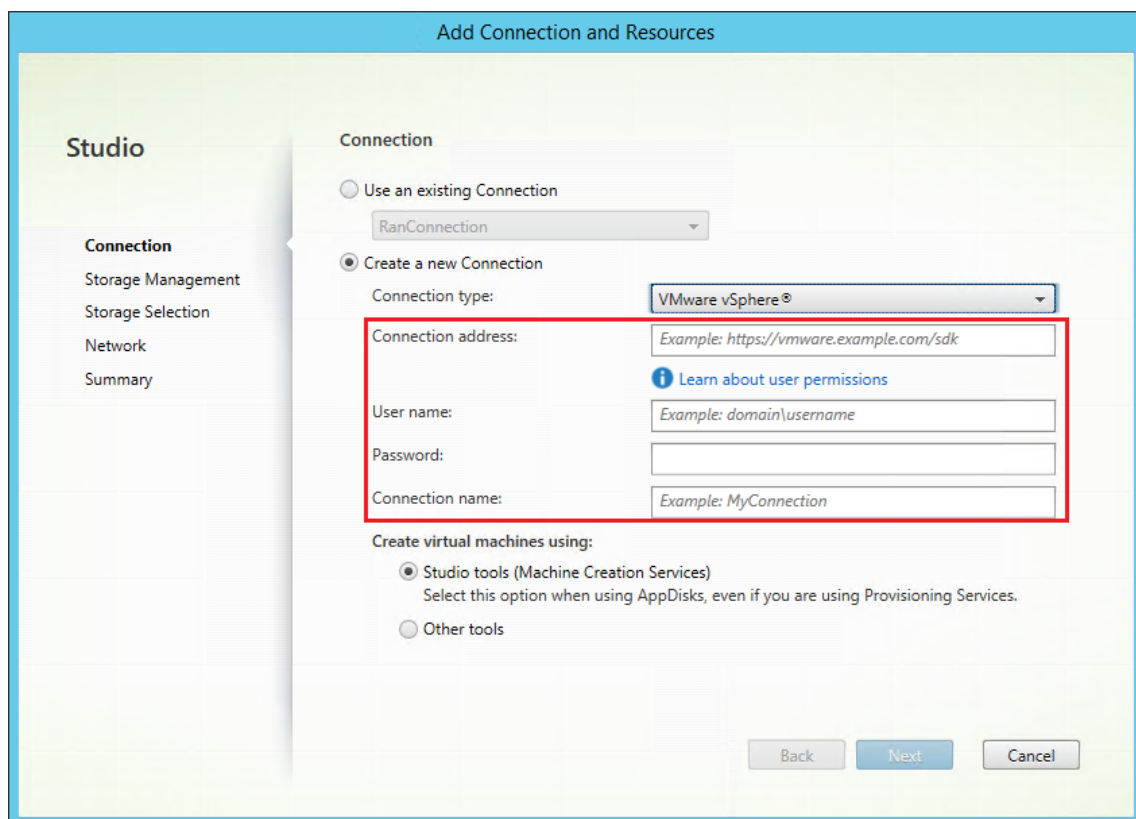 Add Connection and Resources
Studio
Connection
Storage Management
Storage Selection
Network
Summary
Connection
Use an existing Connection
RanConnection
Create a new Connection
Connection type:
VMware vSphere®
Connection address:
Example: https://vmware.example.com/sdk
Learn about user permissions
User name:
Example: domain\username
Password:
Connection name:
Example: MyConnection
Create virtual machines using:
Studio tools (Machine Creation Services)
Select this option when using AppDisks, even if you are using Provisioning Services.
Other tools
Back
Next
Cancel